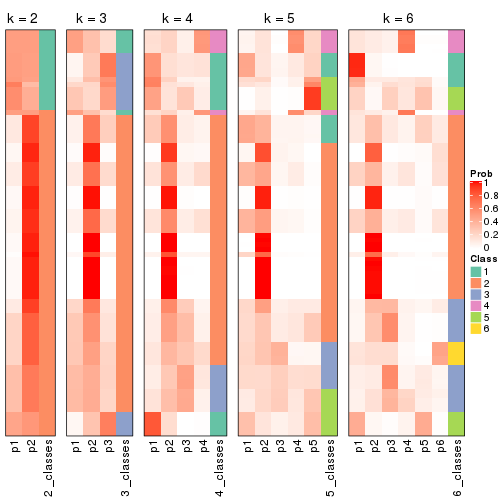 k = 2
k = 3
k = 4
k = 5
k = 6
p1
p2
2_classes
p1
p2
p3
3_classes
p1
p2
p3
p4
4_classes
p1
p2
p3
p4
p5
5_classes
p1
p2
p3
p4
p5
p6
6_classes
Prob
1
0.8
0.6
0.4
0.2
0
Class
1
2
3
4
5
6